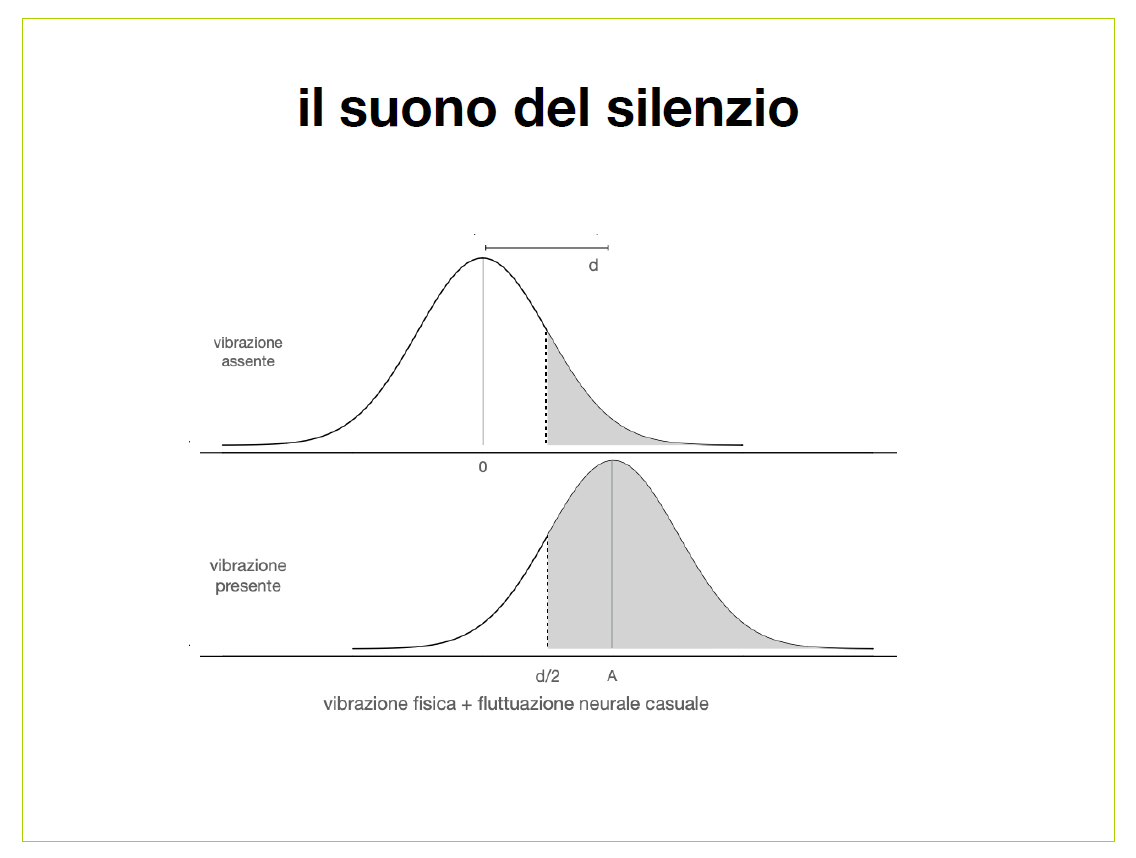 il suono del silenzio
d
vibrazione
assente
0
vibrazione
presente
d/2 A
vibrazione fisica + fluttuazione neurale casuale